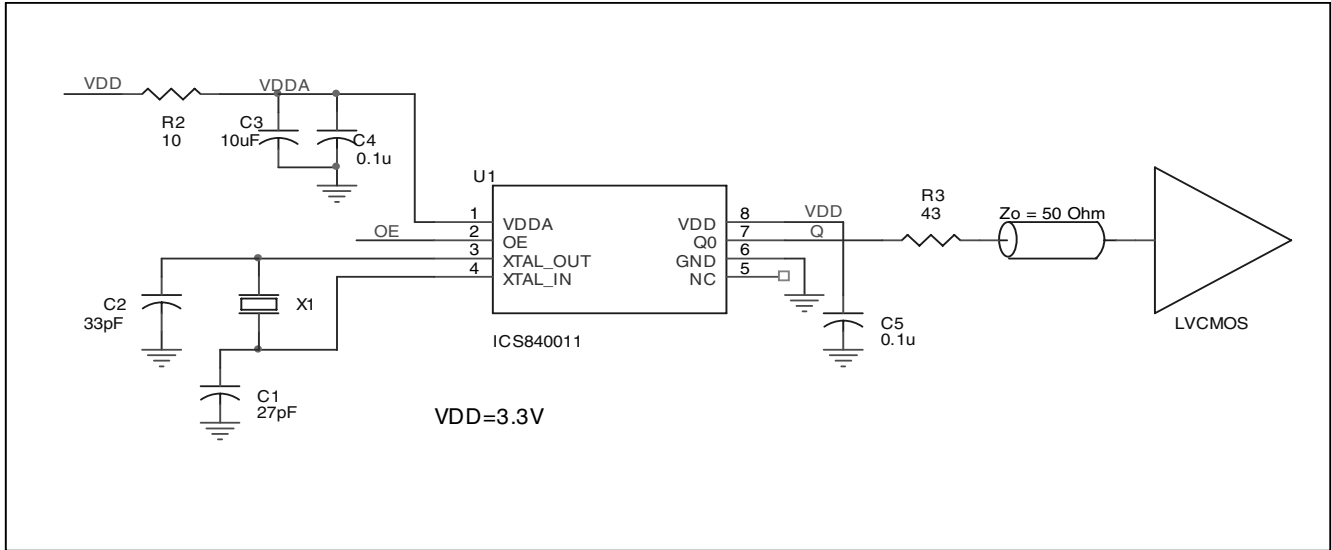 VDD
VDDA
R2
10
C3
10uF
C4
0.1u
U1
1
2
3
4
OE
VDDA
OE
XTAL_OUT
XTAL_IN
VDD
Q0
GND
NC
8
7
6
5
VDD
Q
R3
43
Zo = 50 Ohm
LVCMOS
C2
33pF
X1
C1
27pF
ICS840011
C5
0.1u
VDD=3.3V